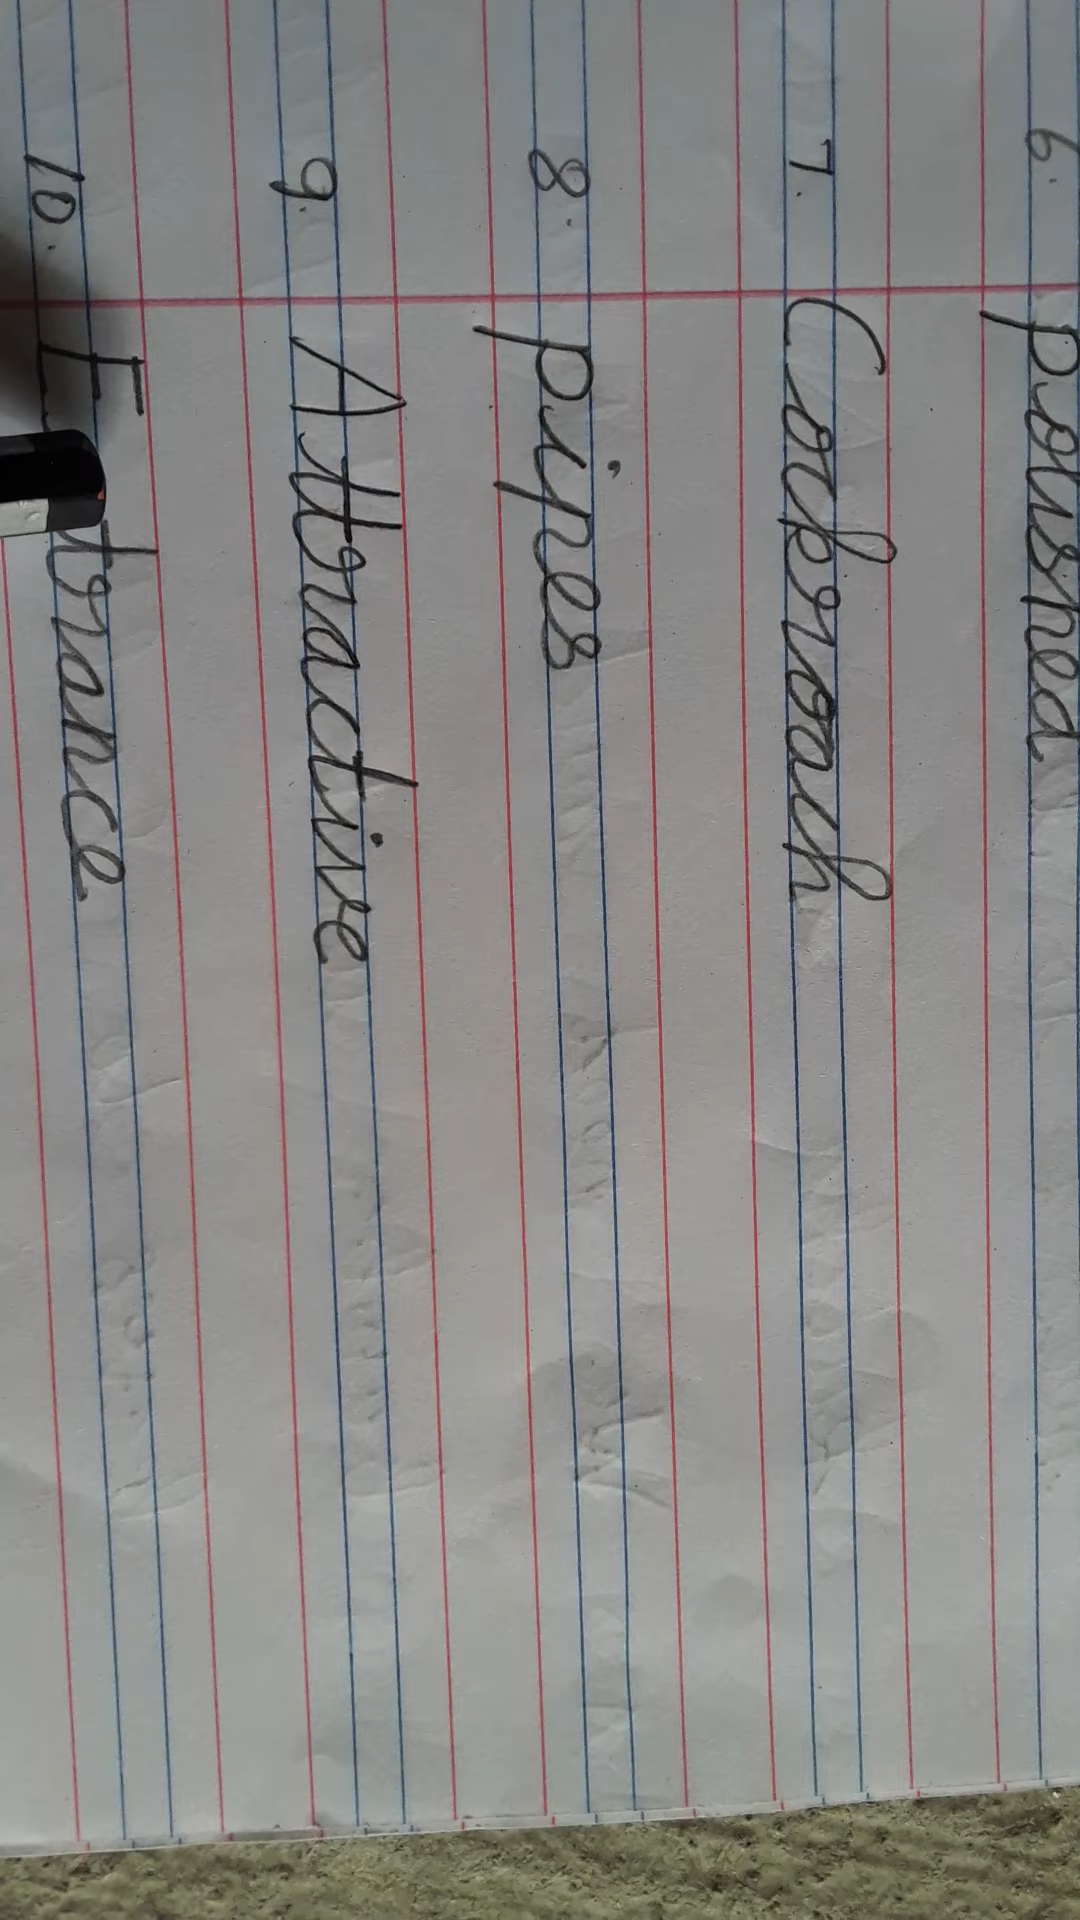 6. polished
7. Cockroach
8. pipes
9. Attractive
10. Entrance